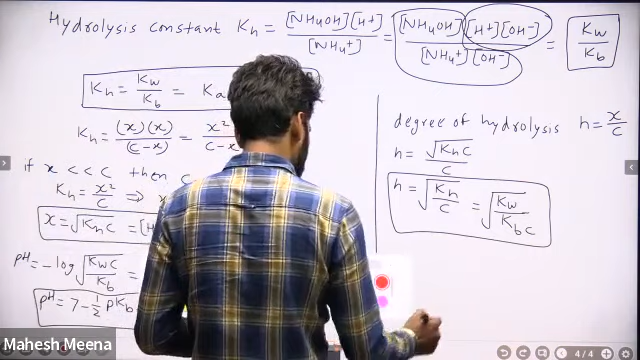 Hydrolysis constant Kh = [NH4OH][H+] / [NH4+] = [NH4OH][H+][OH-] / [NH4+][OH-] = Kw / Kb
Kh = Kw / Kb = Ka
Kh = (x)(x) / (C-x) = x² / C-x
if x << C then C
Kh = x² / C ⇒ x
x = √KhC = [H
pH = -log √KwC / Kb =
pH = 7 - 1/2 pKb
degree of hydrolysis h = x / C
h = √KhC / C
h = √Kh / C = √Kw / KbC
Mahesh Meena
4 / 4